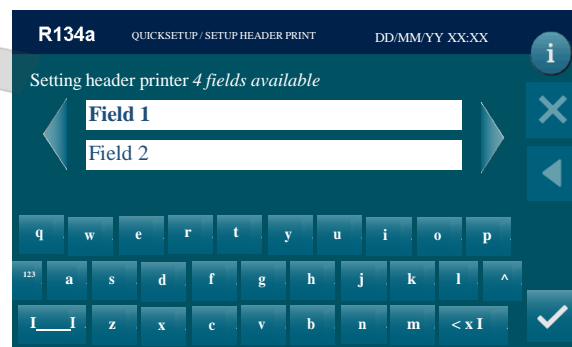 R134a QUICKSETUP / SETUP HEADER PRINT DD/MM/YY XX:XX
i
Setting header printer 4 fields available
Field 1
Field 2
q w e r t y u i o p
123 a s d f g h j k l ^
I___I z x c v b n m < x I